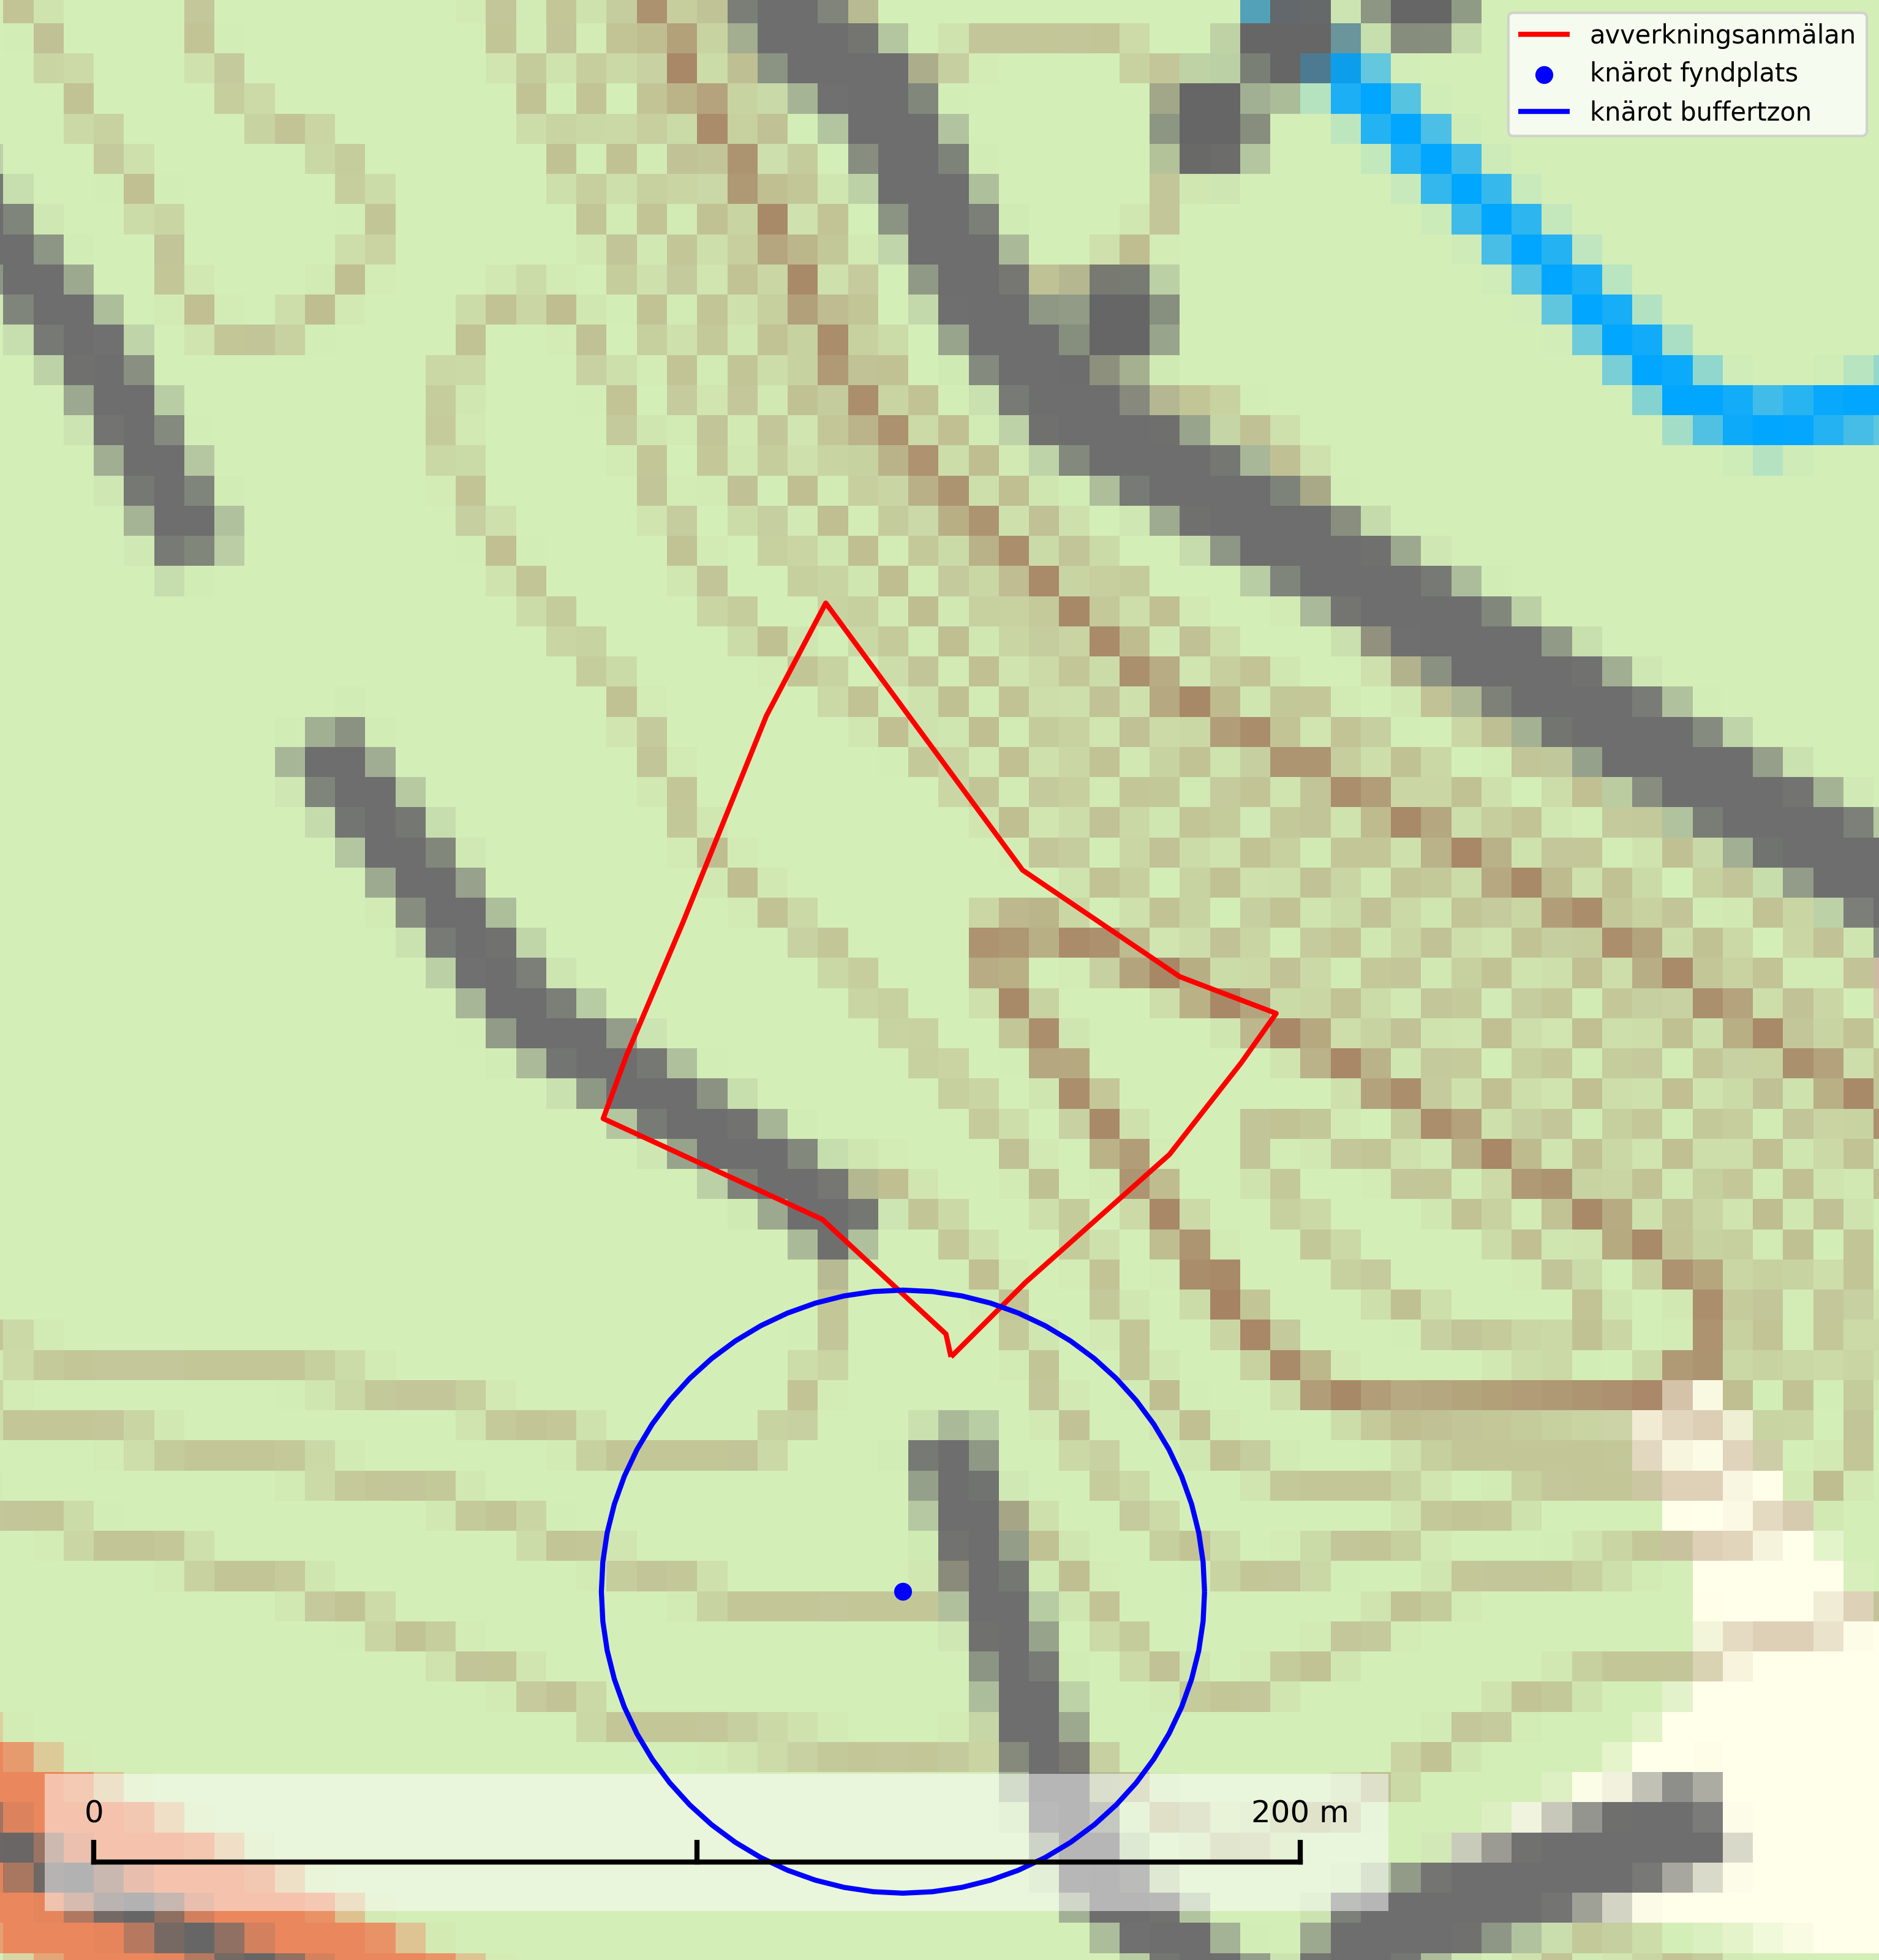 avverkningsanmälan
knärot fyndplats
knärot buffertzon
0
200 m